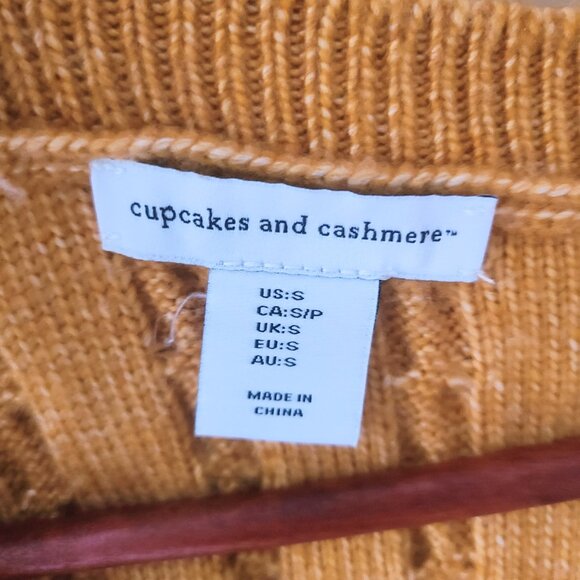 cupcakes and cashmere™
US:S
CA:S/P
UK:S
EU:S
AU:S
MADE IN
CHINA